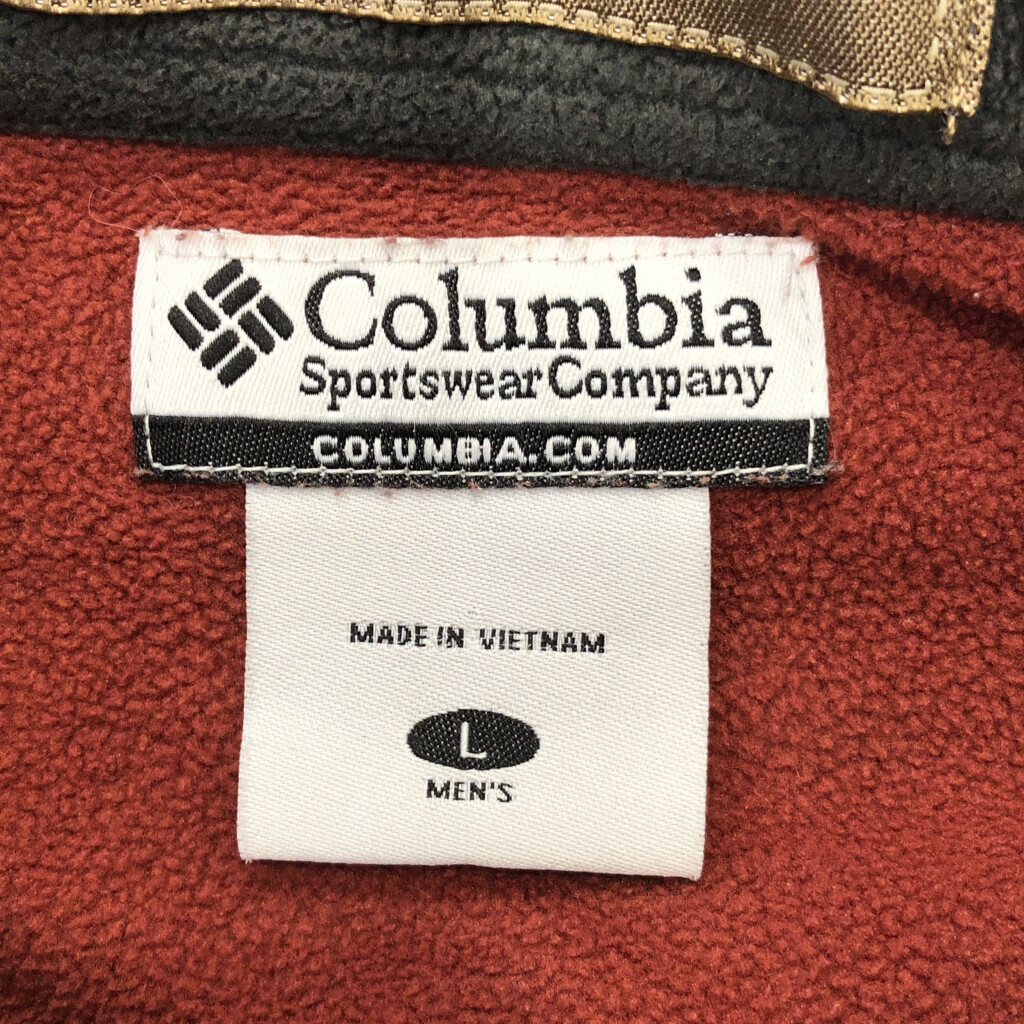 Columbia
Sportswear Company
COLUMBIA.COM
MADE IN VIETNAM
L
MEN'S